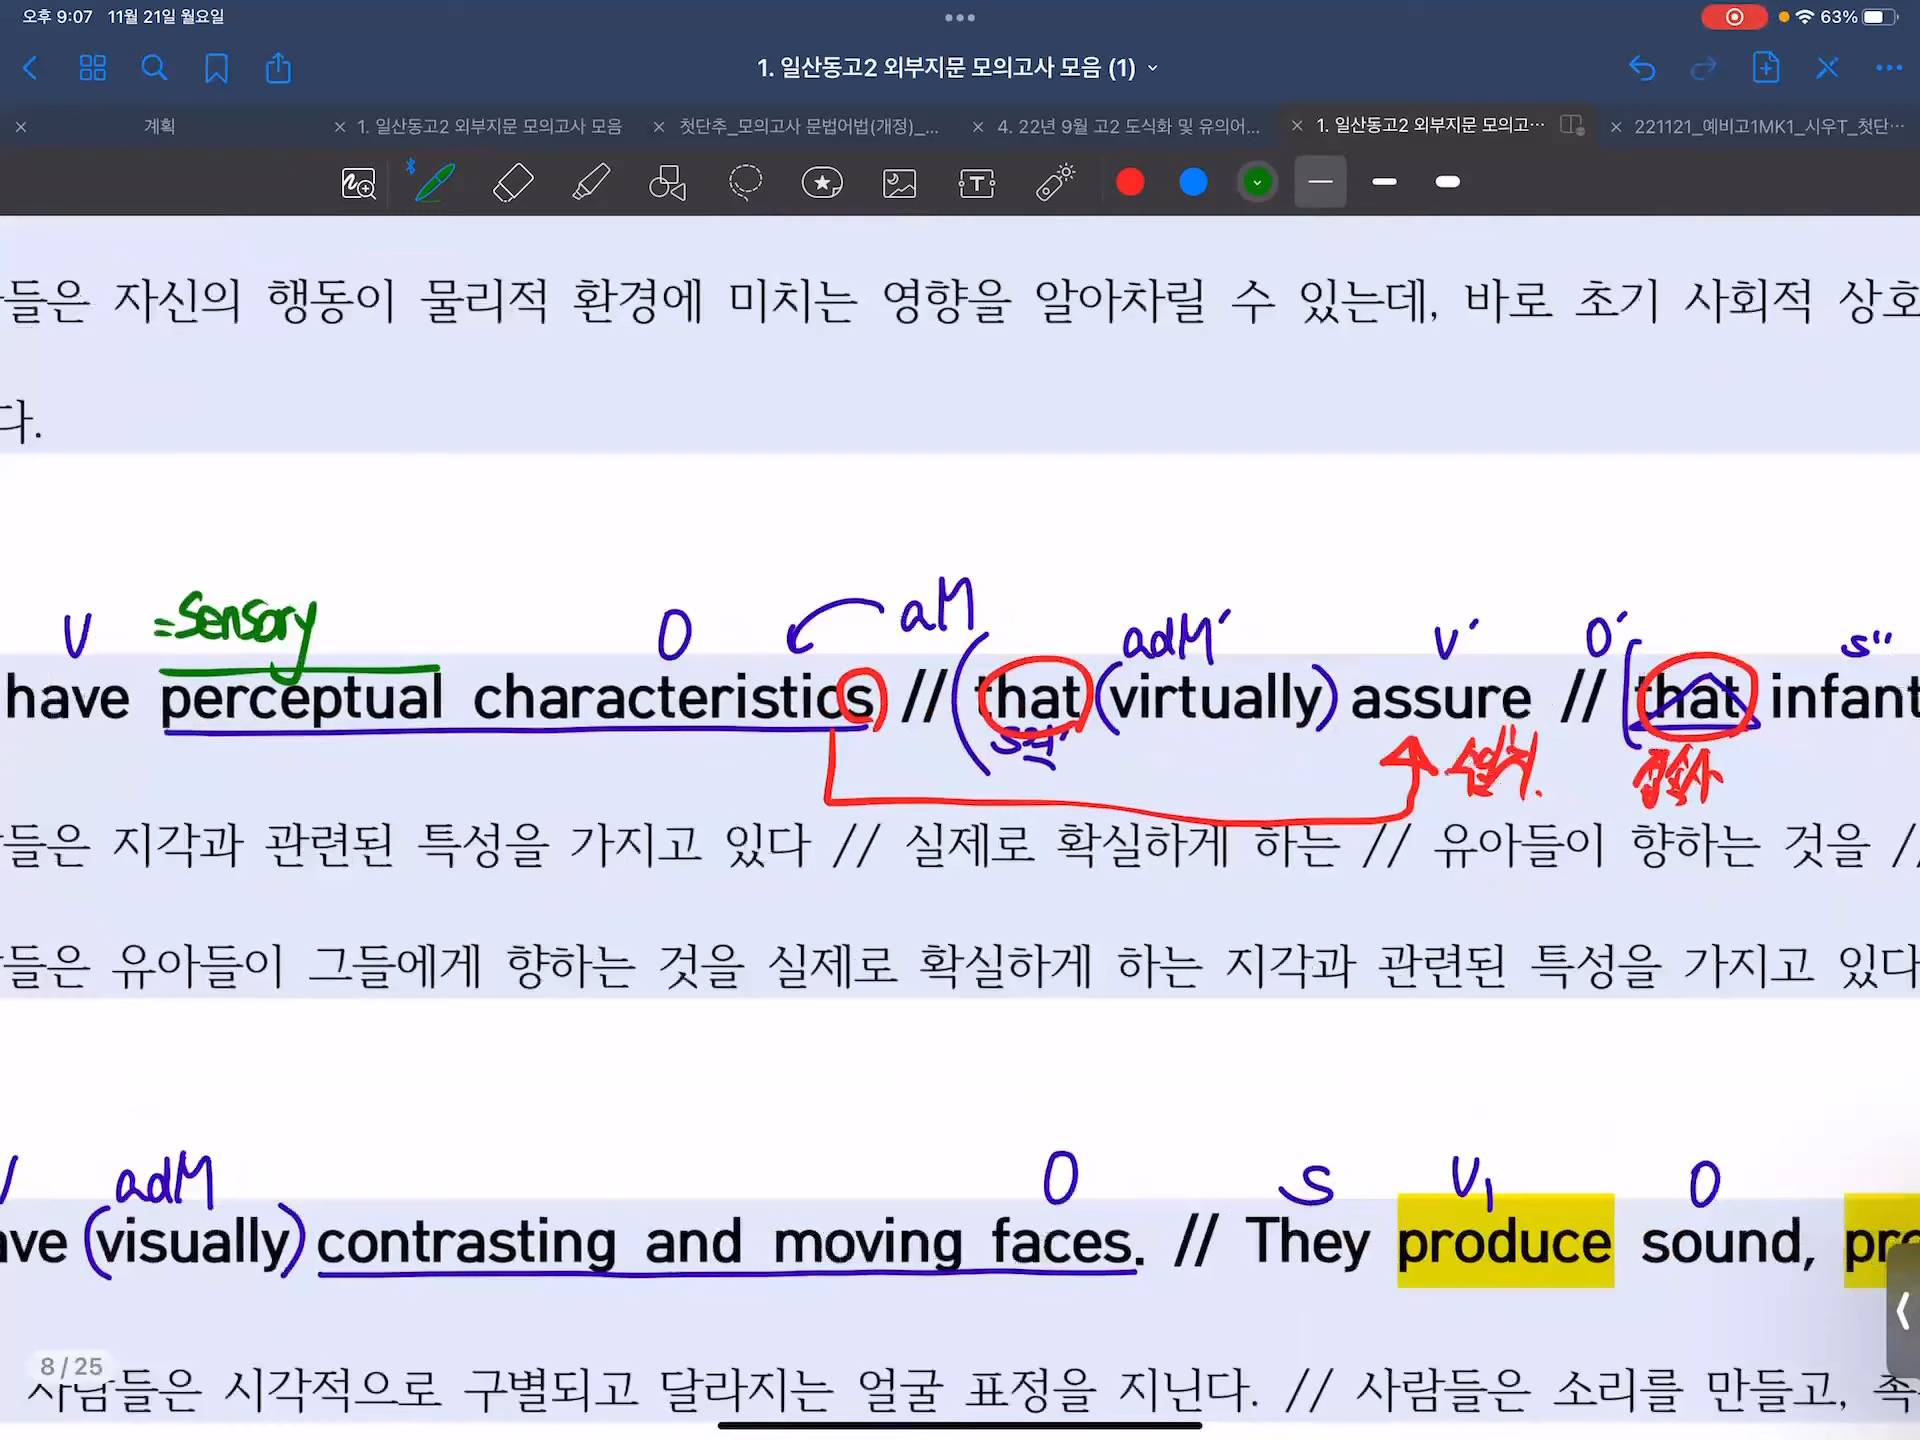 오후 9:07 11월 21일 월요일
63%
1. 일산동고2 외부지문 모의고사 모음 (1)
계획
1. 일산동고2 외부지문 모의고사 모음
첫단추_모의고사 문법어법(개정)_...
4. 22년 9월 고2 도식화 및 유의어...
1. 일산동고2 외부지문 모의고...
221121_예비고1MK1_시우T_첫단...
들은 자신의 행동이 물리적 환경에 미치는 영향을 알아차릴 수 있는데, 바로 초기 사회적 상호
다.
V =sensory O aM adM' V' O' S''
have perceptual characteristics // (that (virtually) assure // [that infant
수일치. 접속사
들은 지각과 관련된 특성을 가지고 있다 // 실제로 확실하게 하는 // 유아들이 향하는 것을 //
들은 유아들이 그들에게 향하는 것을 실제로 확실하게 하는 지각과 관련된 특성을 가지고 있다
V adM O S V1 O
ave (visually) contrasting and moving faces. // They produce sound, pr
8/25
사람들은 시각적으로 구별되고 달라지는 얼굴 표정을 지닌다. // 사람들은 소리를 만들고, 촉